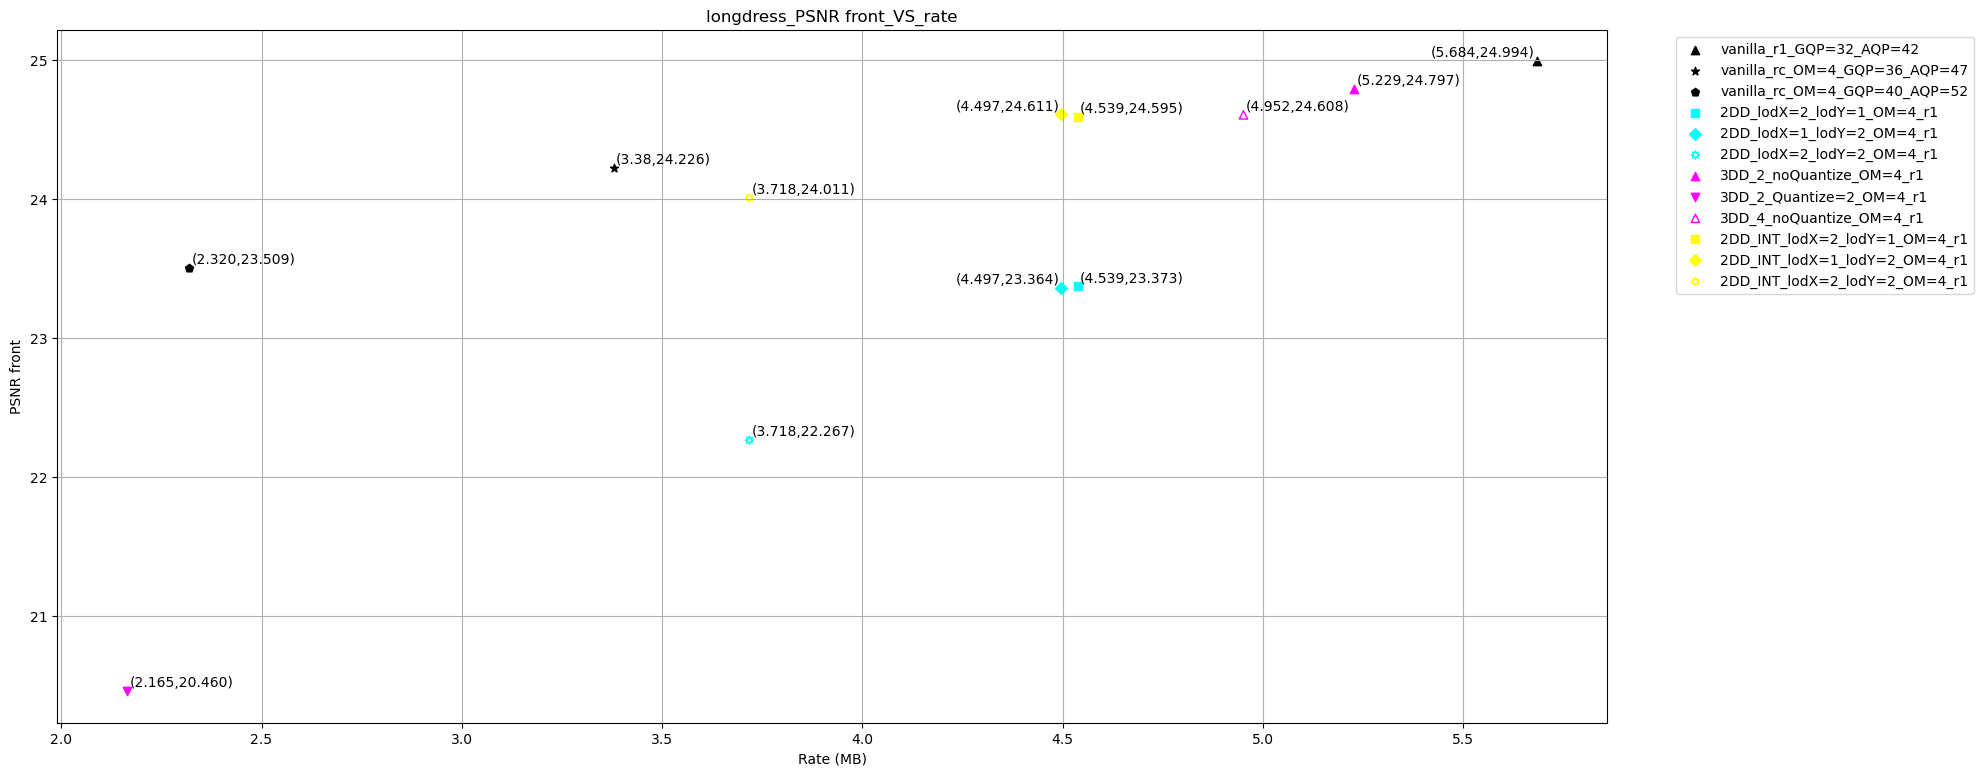 longdress_PSNR front_VS_rate
(5.684,24.994)
(5.229,24.797)
(4.497,24.611)
(4.539,24.595)
(4.952,24.608)
(3.38,24.226)
(3.718,24.011)
(2.320,23.509)
(4.497,23.364)
(4.539,23.373)
(3.718,22.267)
(2.165,20.460)
25
24
23
22
21
PSNR front
2.0
2.5
3.0
3.5
4.0
4.5
5.0
5.5
Rate (MB)
vanilla_r1_GQP=32_AQP=42
vanilla_rc_OM=4_GQP=36_AQP=47
vanilla_rc_OM=4_GQP=40_AQP=52
2DD_lodX=2_lodY=1_OM=4_r1
2DD_lodX=1_lodY=2_OM=4_r1
2DD_lodX=2_lodY=2_OM=4_r1
3DD_2_noQuantize_OM=4_r1
3DD_2_Quantize=2_OM=4_r1
3DD_4_noQuantize_OM=4_r1
2DD_INT_lodX=2_lodY=1_OM=4_r1
2DD_INT_lodX=1_lodY=2_OM=4_r1
2DD_INT_lodX=2_lodY=2_OM=4_r1